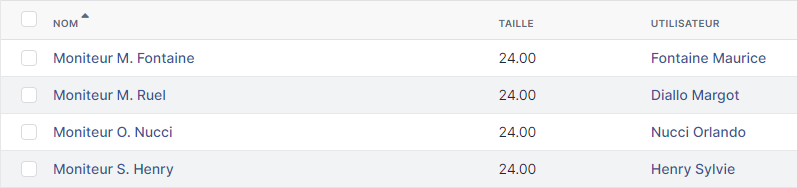 NOM TAILLE UTILISATEUR
Moniteur M. Fontaine 24.00 Fontaine Maurice
Moniteur M. Ruel 24.00 Diallo Margot
Moniteur O. Nucci 24.00 Nucci Orlando
Moniteur S. Henry 24.00 Henry Sylvie